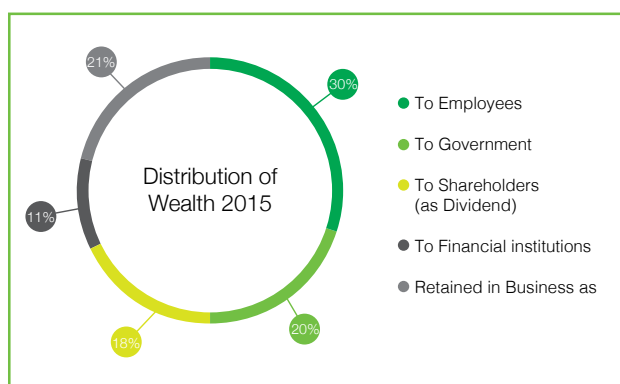 21%
30%
Distribution of
Wealth 2015
11%
18%
20%
To Employees
To Government
To Shareholders
(as Dividend)
To Financial institutions
Retained in Business as